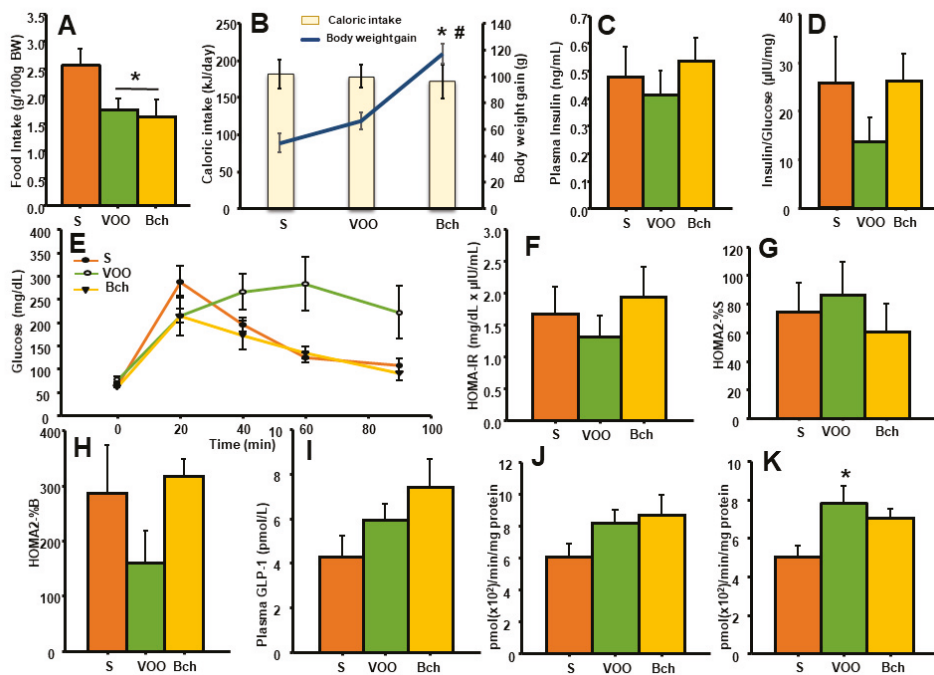 A
Food Intake (g/100g BW)
3.5
3.0
2.5
2.0
1.5
1.0
0.5
0.0
*
S VOO Bch
B
Caloric intake
Body weight gain
Caloric intake (kJ/day)
250
200
150
100
50
0
* #
140
120
100
80
60
40
20
0
Body weight gain (g)
S VOO Bch
C
Plasma Insulin (ng/mL)
0.7
0.6
0.5
0.4
0.3
0.2
0.1
0.0
S VOO Bch
D
Insulin/Glucose (µIU/mg)
40
30
20
10
0
S VOO Bch
E
S
VOO
Bch
Glucose (mg/dL)
400
350
300
250
200
150
100
50
0
0 20 40 60 80 100
Time (min)
F
HOMA-IR (mg/dL x µIU/mL)
3.0
2.5
2.0
1.5
1.0
0.5
0.0
S VOO Bch
G
HOMA2-%S
120
100
80
60
40
20
0
S VOO Bch
H
HOMA2-%B
400
300
200
100
0
S VOO Bch
I
Plasma GLP-1 (pmol/L)
10
8
6
4
2
0
S VOO Bch
J
pmol(x10²)/min/mg protein
12
10
8
6
4
2
0
S VOO Bch
K
pmol(x10²)/min/mg protein
10
8
6
4
2
0
*
S VOO Bch